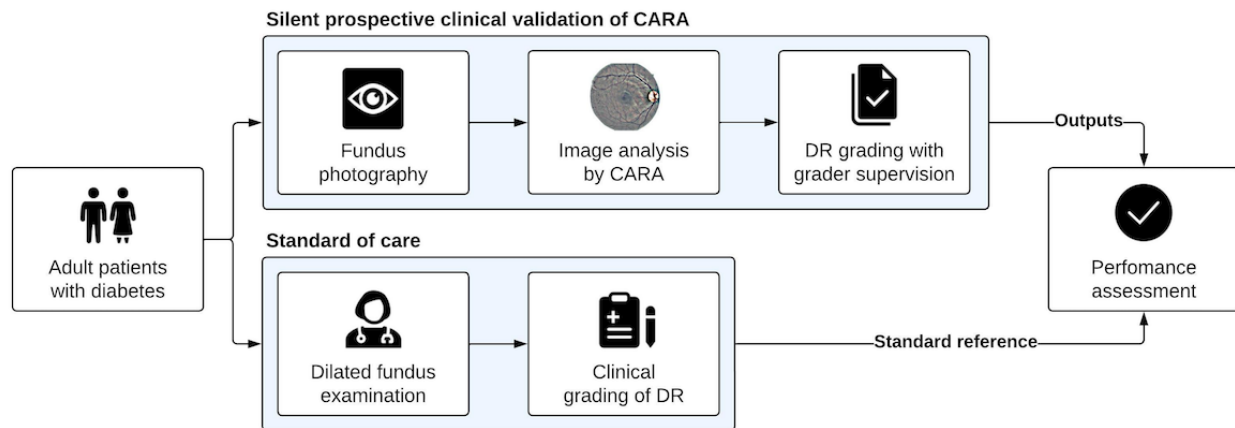 Silent prospective clinical validation of CARA
Fundus
photography
Image analysis
by CARA
DR grading with
grader supervision
Outputs
Adult patients
with diabetes
Standard of care
Dilated fundus
examination
Clinical
grading of DR
Standard reference
Perfomance
assessment